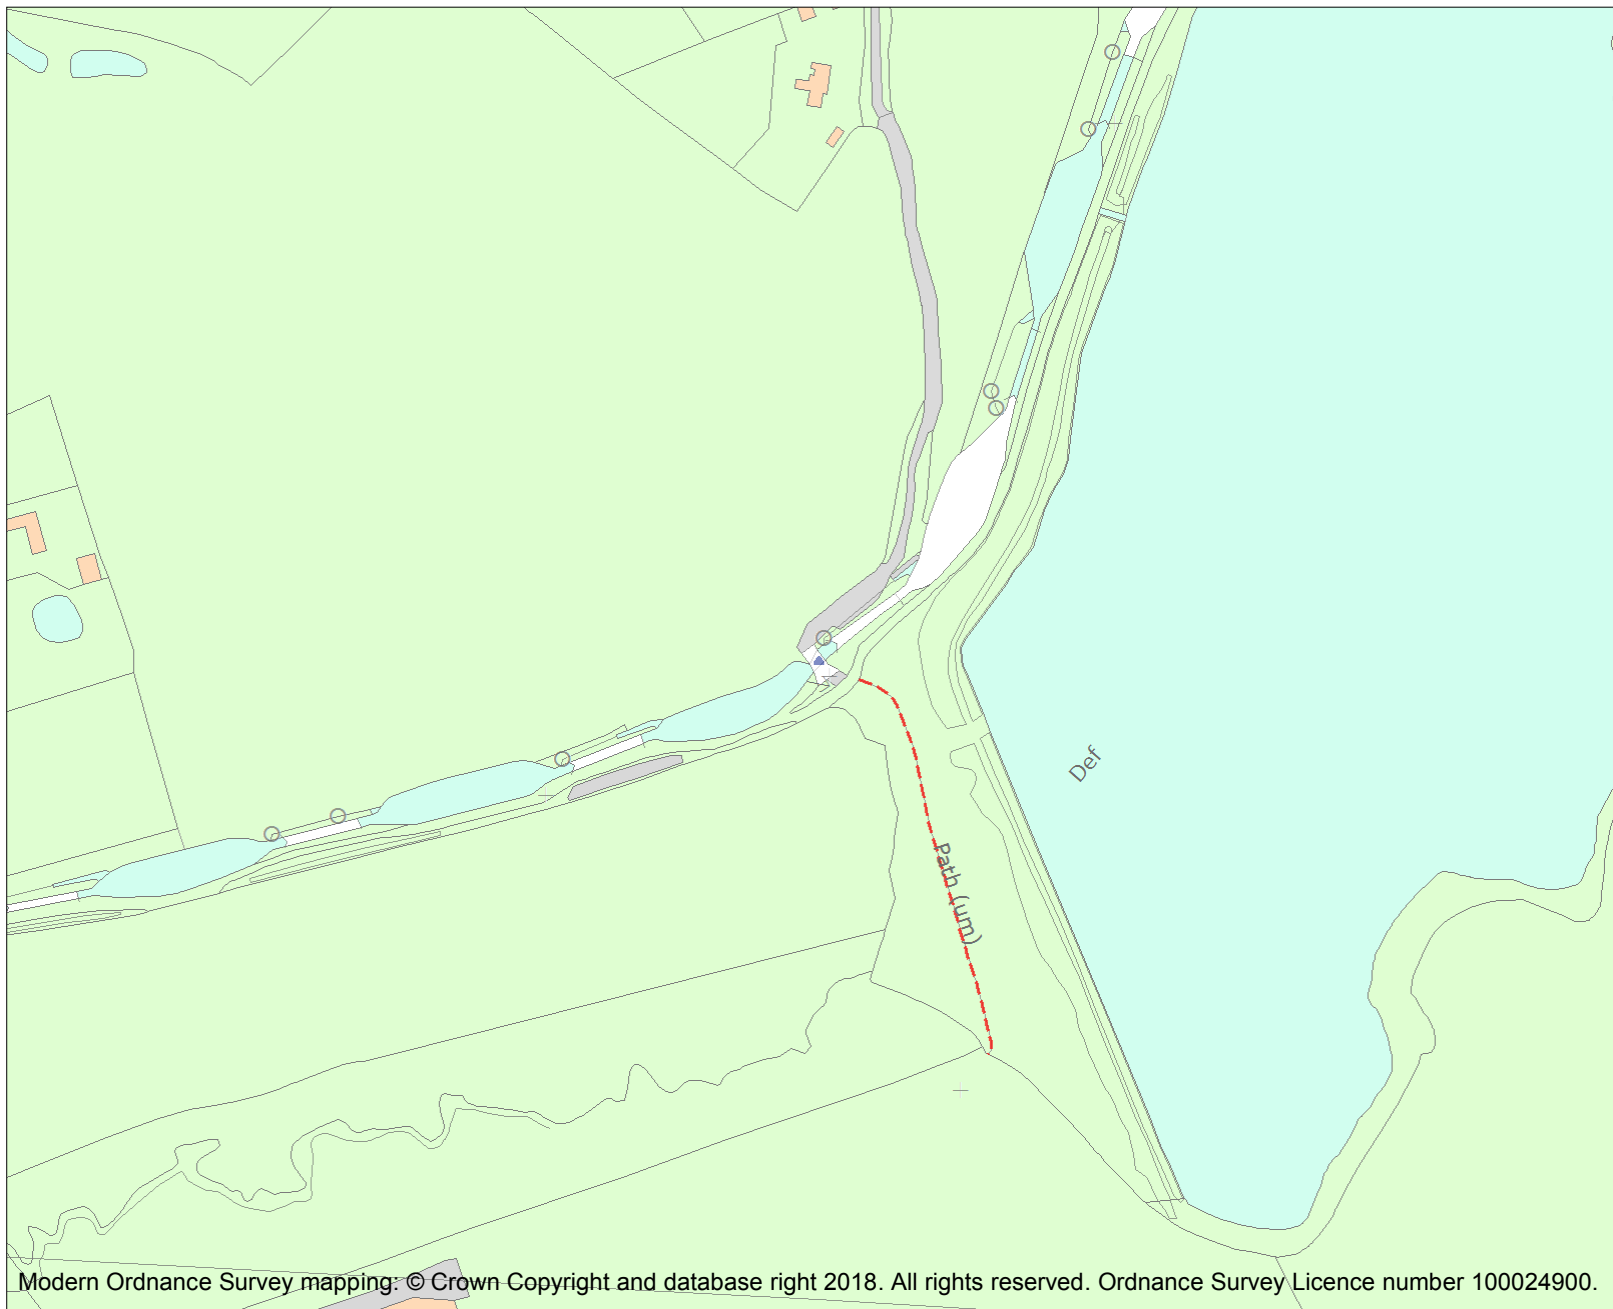 Def
Path (um)
Modern Ordnance Survey mapping: © Crown Copyright and database right 2018. All rights reserved. Ordnance Survey Licence number 100024900.